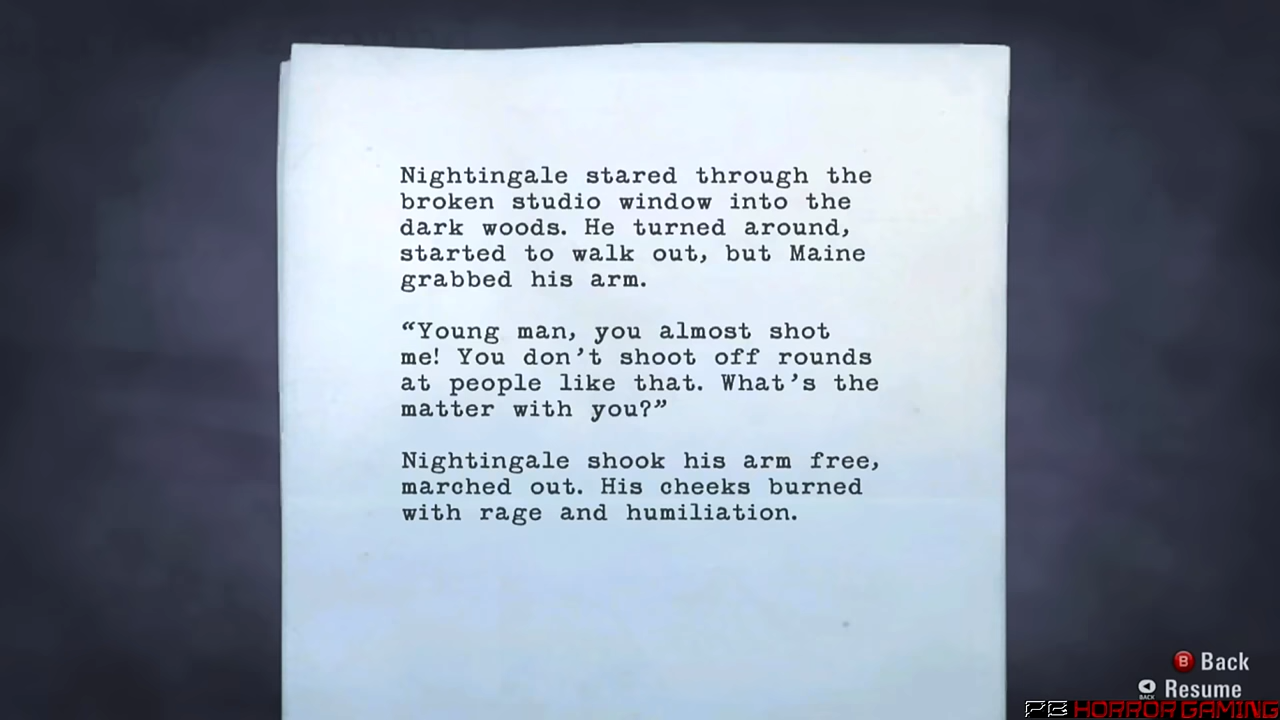 Nightingale stared through the
broken studio window into the
dark woods. He turned around,
started to walk out, but Maine
grabbed his arm.
“Young man, you almost shot
me! You don’t shoot off rounds
at people like that. What’s the
matter with you?”
Nightingale shook his arm free,
marched out. His cheeks burned
with rage and humiliation.
B Back
BACK Resume
HORROR GAMING